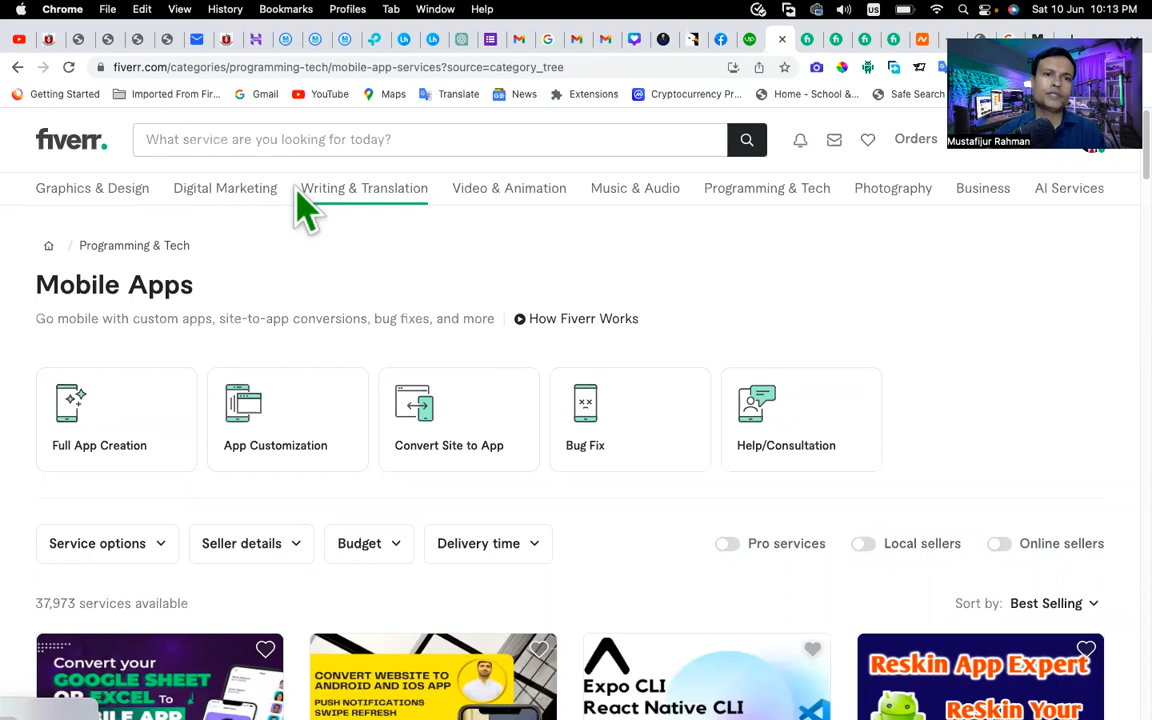 Chrome File Edit View History Bookmarks Profiles Tab Window Help
US Sat 10 Jun 10:13 PM
fiverr.com/categories/programming-tech/mobile-app-services?source=category_tree
Getting Started Imported From Fir... Gmail YouTube Maps Translate News Extensions Cryptocurrency Pr... Home - School &... Safe Search
Mustafijur Rahman
fiverr.
What service are you looking for today?
Orders
Graphics & Design Digital Marketing Writing & Translation Video & Animation Music & Audio Programming & Tech Photography Business AI Services
/ Programming & Tech
Mobile Apps
Go mobile with custom apps, site-to-app conversions, bug fixes, and more How Fiverr Works
Full App Creation App Customization Convert Site to App Bug Fix Help/Consultation
Service options Seller details Budget Delivery time Pro services Local sellers Online sellers
37,973 services available Sort by: Best Selling
Convert your
GOOGLE SHEET
OR EXCEL TO
MOBILE APP
CONVERT WEBSITE TO
ANDROID AND IOS APP
PUSH NOTIFICATIONS
SWIPE REFRESH
Expo CLI
React Native CLI
Reskin App Expert
Reskin Your